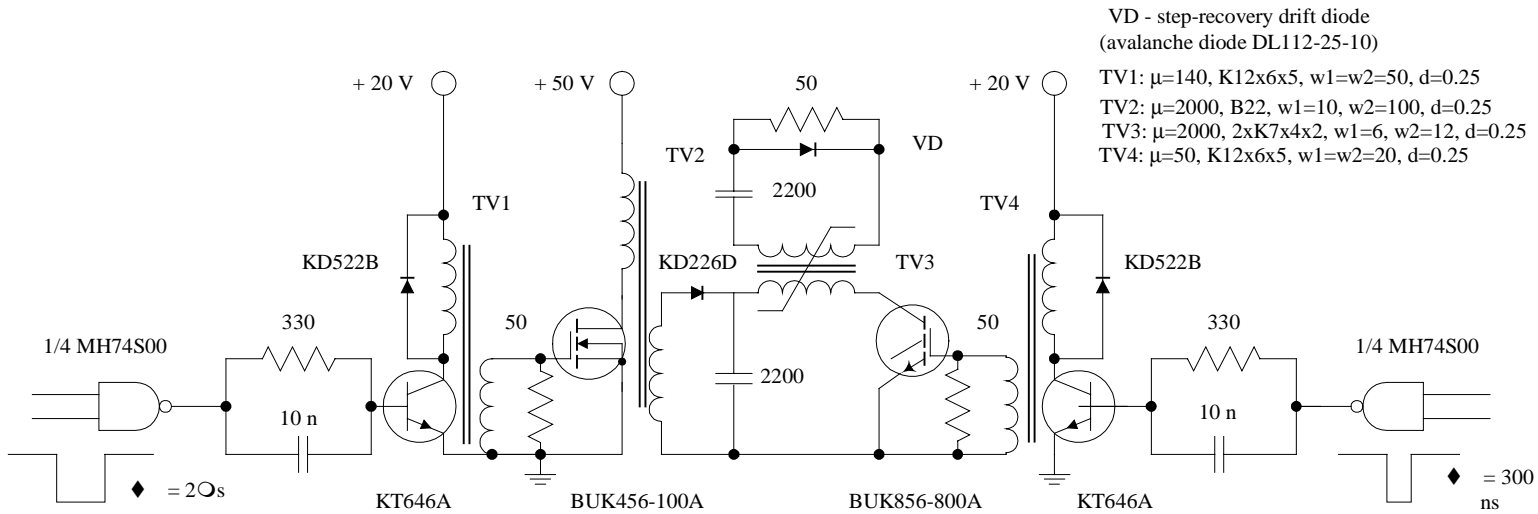 VD - step-recovery drift diode
(avalanche diode DL112-25-10)
TV1: μ=140, K12x6x5, w1=w2=50, d=0.25
TV2: μ=2000, B22, w1=10, w2=100, d=0.25
TV3: μ=2000, 2xK7x4x2, w1=6, w2=12, d=0.25
TV4: μ=50, K12x6x5, w1=w2=20, d=0.25
+ 20 V
+ 50 V
50
+ 20 V
TV2
VD
2200
TV1
TV4
KD522B
KD226D
TV3
KD522B
330
50
50
330
1/4 MH74S00
1/4 MH74S00
2200
10 n
10 n
♦ = 2❍s
KT646A
BUK456-100A
BUK856-800A
KT646A
♦ = 300
ns